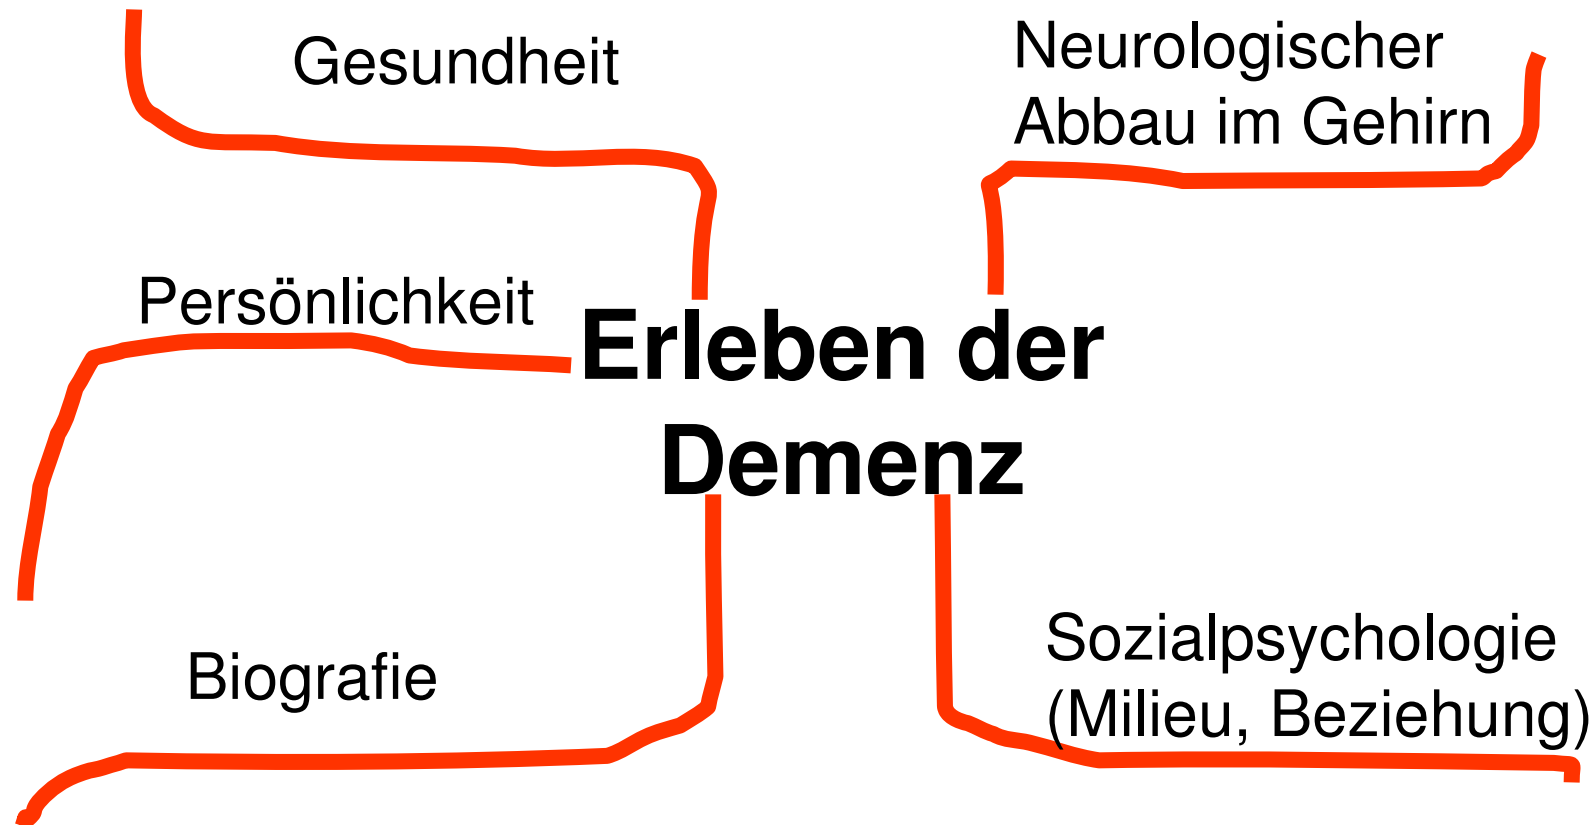 Gesundheit
Neurologischer
Abbau im Gehirn
Persönlichkeit
Erleben der
Demenz
Biografie
Sozialpsychologie
(Milieu, Beziehung)